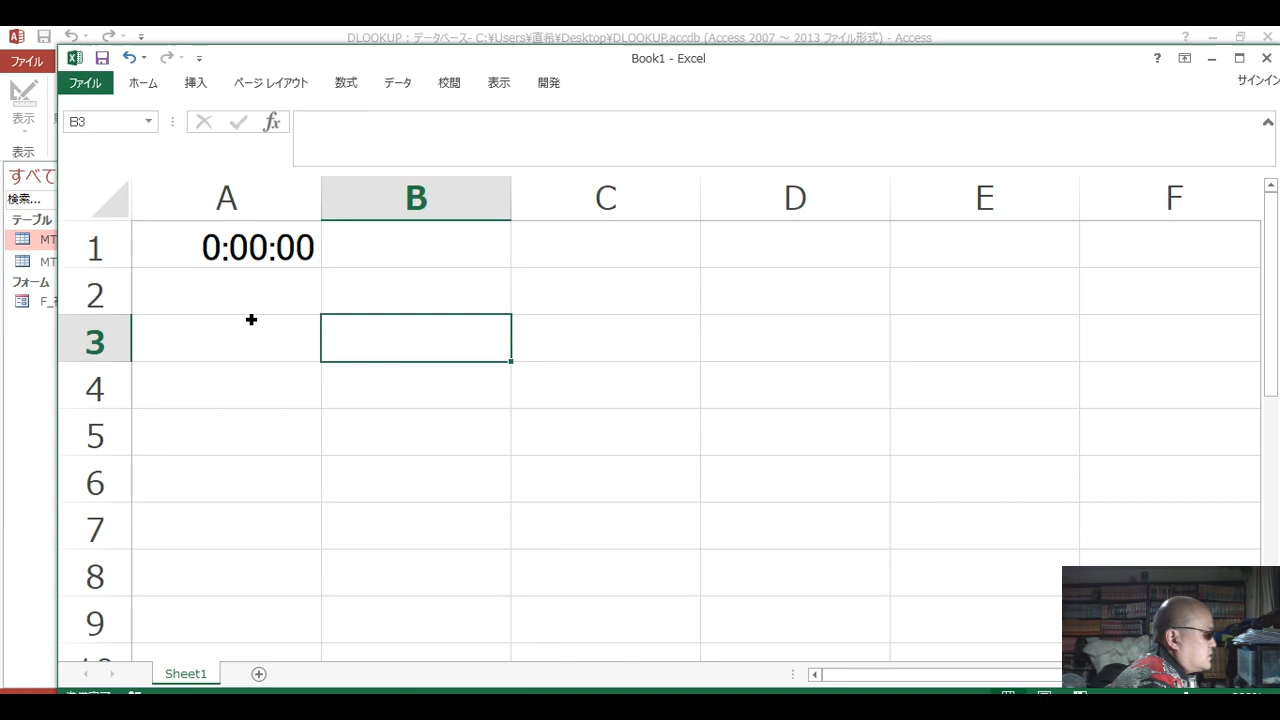 DLOOKUP : データベース- C:¥Users¥直希¥Desktop¥DLOOKUP.accdb (Access 2007 ～ 2013 ファイル形式) - Access
?
ファイル
表示
表示
すべて
検索...
テーブル
MT
MT
フォーム
F_
Book1 - Excel
?
サインイン
ファイル ホーム 挿入 ページ レイアウト 数式 データ 校閲 表示 開発
B3
fx
A B C D E F
1 0:00:00
2
3
4
5
6
7
8
9
Sheet1